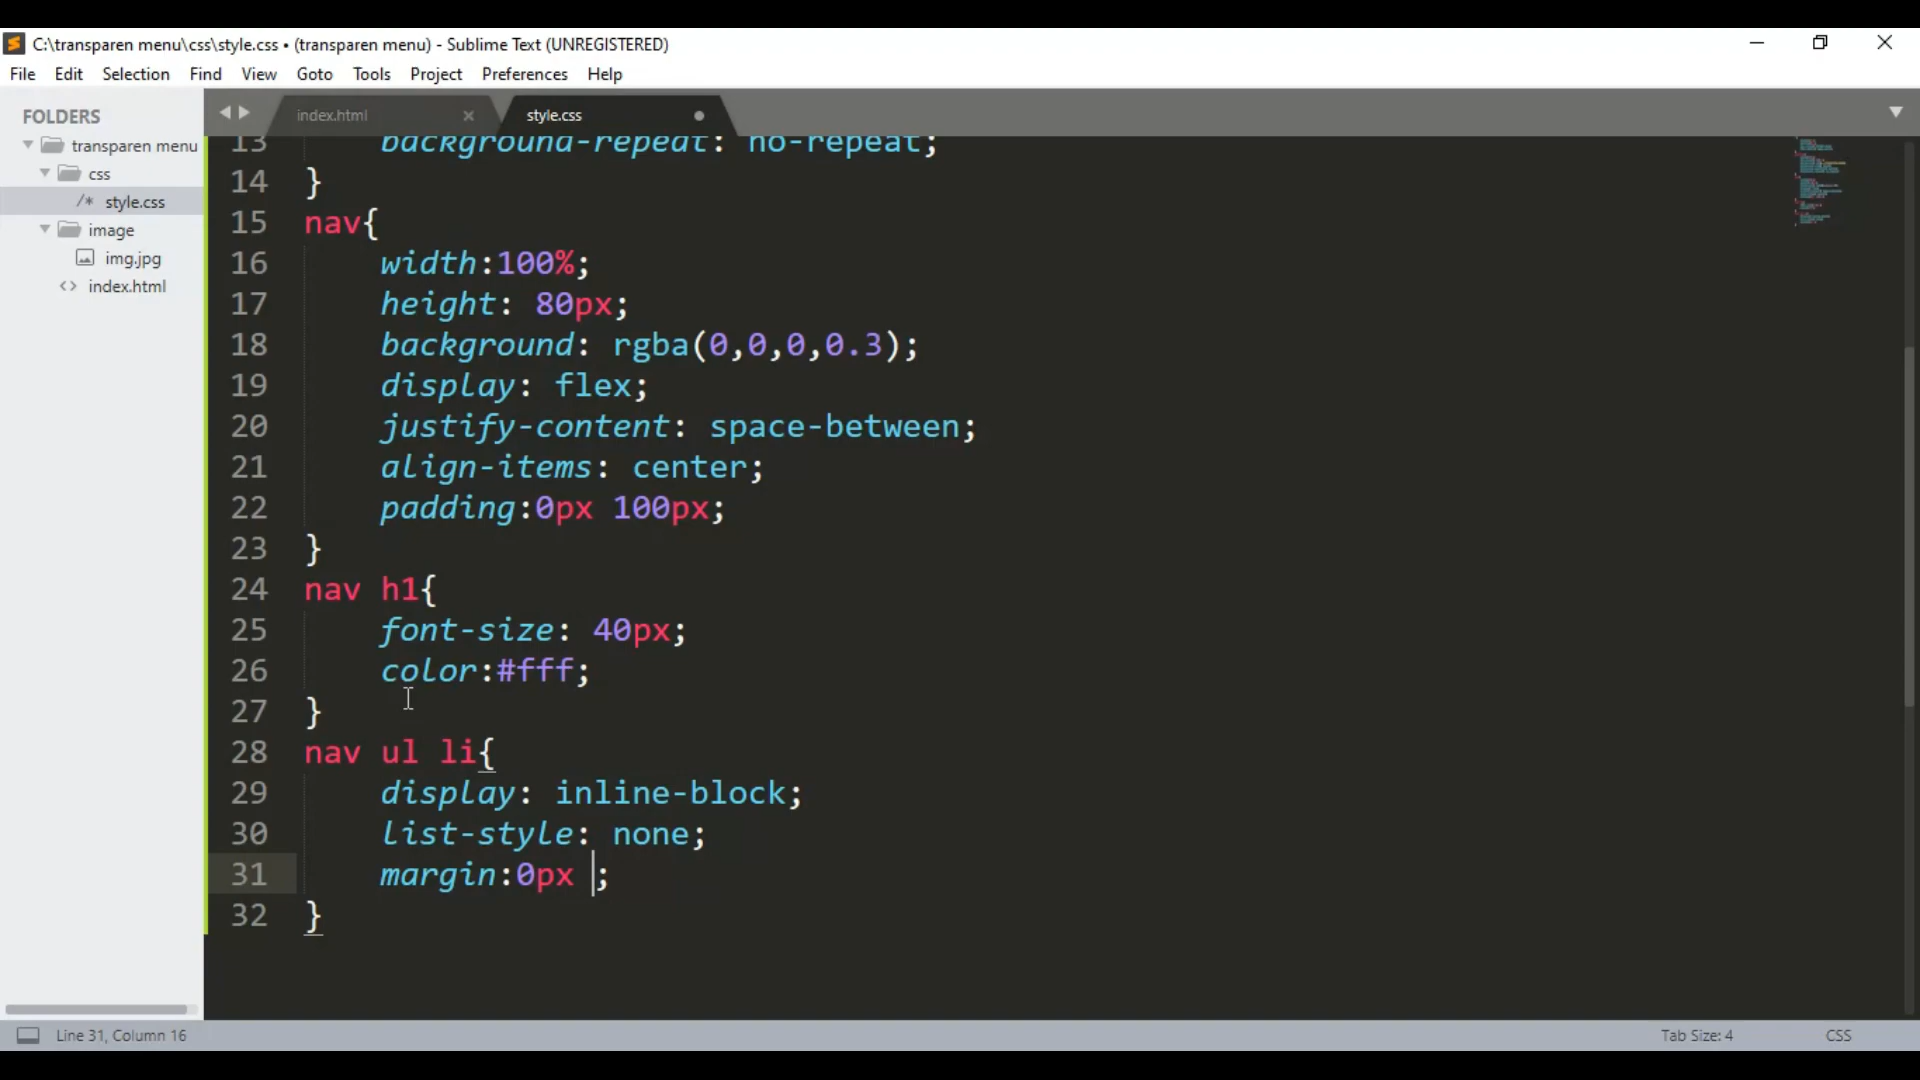 C:\transparen menu\css\style.css • (transparen menu) - Sublime Text (UNREGISTERED)
File Edit Selection Find View Goto Tools Project Preferences Help
FOLDERS
transparen menu
css
/* style.css
image
img.jpg
<> index.html
index.html ×
style.css
13 background-repeat: no-repeat;
14 }
15 nav{
16 width:100%;
17 height: 80px;
18 background: rgba(0,0,0,0.3);
19 display: flex;
20 justify-content: space-between;
21 align-items: center;
22 padding:0px 100px;
23 }
24 nav h1{
25 font-size: 40px;
26 color:#fff;
27 }
28 nav ul li{
29 display: inline-block;
30 list-style: none;
31 margin:0px ;
32 }
Line 31, Column 16
Tab Size: 4
CSS